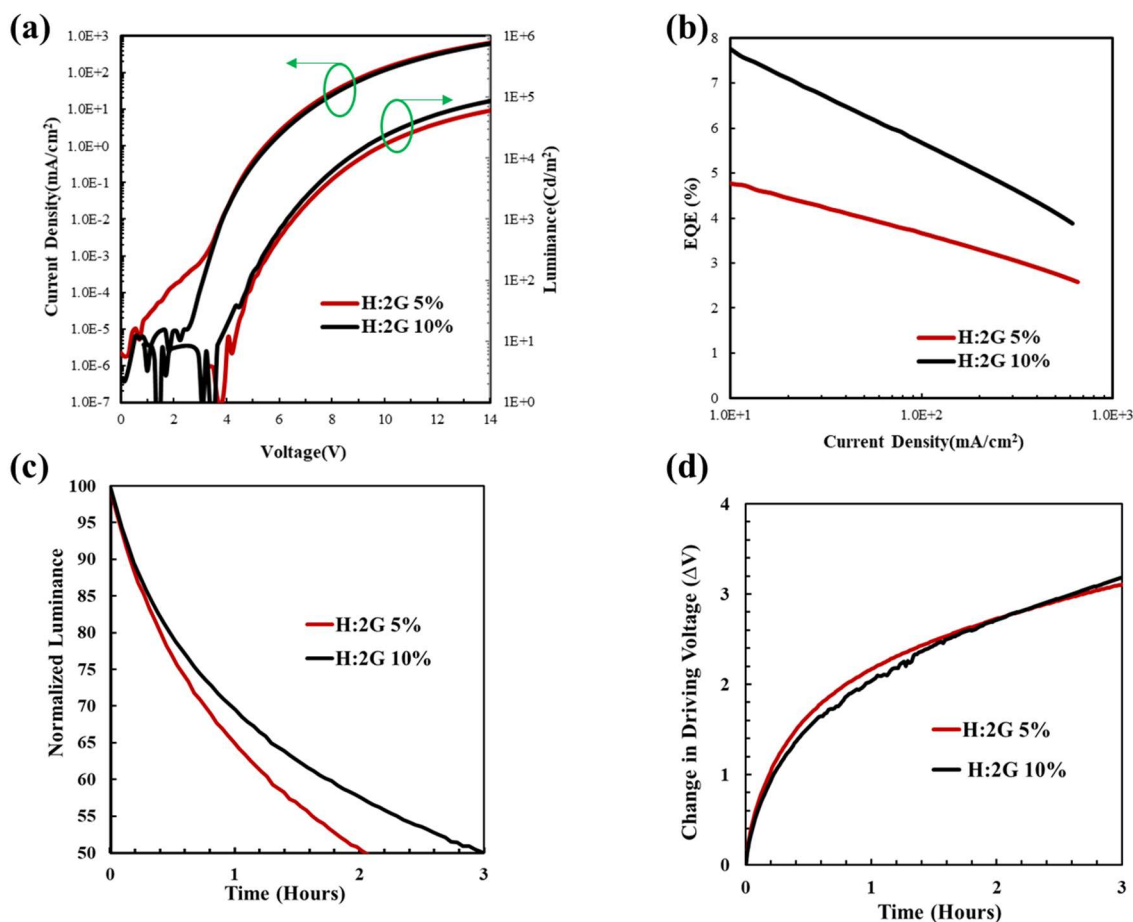 (a)
1.0E+3
1.0E+2
1.0E+1
1.0E+0
1.0E-1
1.0E-2
1.0E-3
1.0E-4
1.0E-5
1.0E-6
1.0E-7
Current Density(mA/cm²)
1E+6
1E+5
1E+4
1E+3
1E+2
1E+1
1E+0
Luminance(Cd/m²)
H:2G 5%
H:2G 10%
0 2 4 6 8 10 12 14
Voltage(V)
(b)
8
7
6
5
4
3
2
1
0
EQE (%)
H:2G 5%
H:2G 10%
1.0E+1 1.0E+2 1.0E+3
Current Density(mA/cm²)
(c)
100
95
90
85
80
75
70
65
60
55
50
Normalized Luminance
H:2G 5%
H:2G 10%
0 1 2 3
Time (Hours)
(d)
4
3
2
1
0
Change in Driving Voltage (ΔV)
H:2G 5%
H:2G 10%
0 1 2 3
Time (Hours)